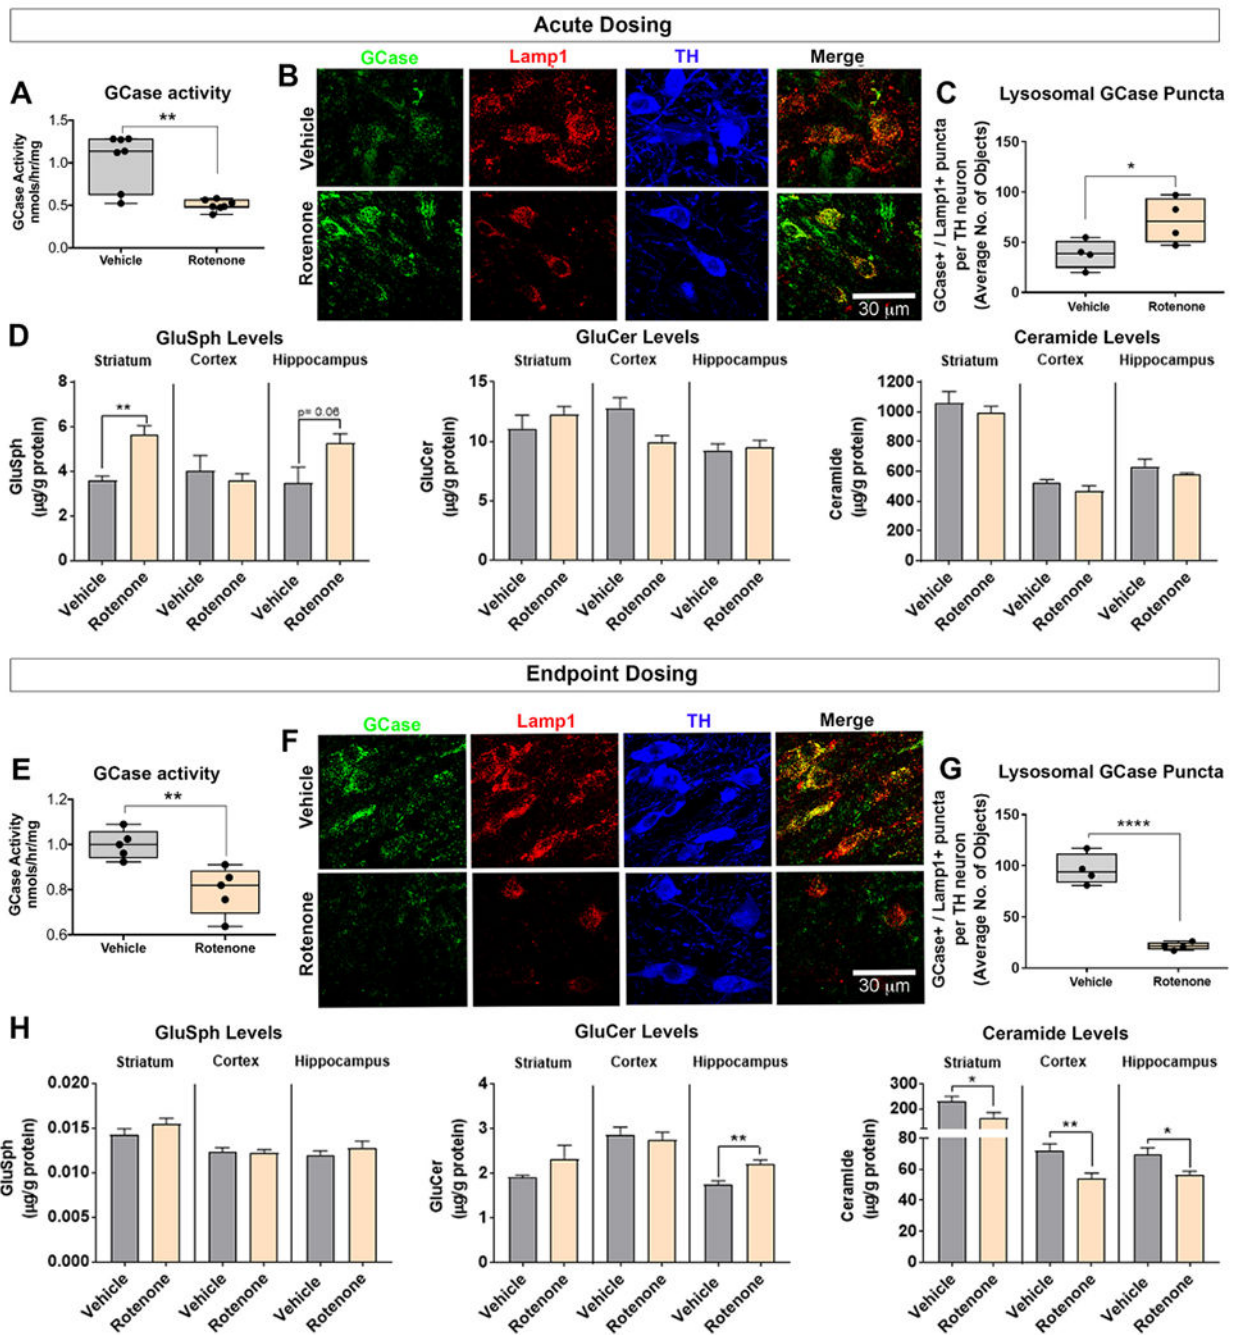 Acute Dosing
A
GCase activity
GCase Activity
nmols/hr/mg
1.5
1.0
0.5
0.0
**
Vehicle
Rotenone
B
GCase
Lamp1
TH
Merge
Vehicle
Rotenone
30 µm
C
Lysosomal GCase Puncta
GCase+ / Lamp1+ puncta
per TH neuron
(Average No. of Objects)
150
100
50
0
*
Vehicle
Rotenone
D
GluSph Levels
Striatum
Cortex
Hippocampus
GluSph
(µg/g protein)
8
6
4
2
0
**
p= 0.06
Vehicle
Rotenone
Vehicle
Rotenone
Vehicle
Rotenone
GluCer Levels
Striatum
Cortex
Hippocampus
GluCer
(µg/g protein)
15
10
5
0
Vehicle
Rotenone
Vehicle
Rotenone
Vehicle
Rotenone
Ceramide Levels
Striatum
Cortex
Hippocampus
Ceramide
(µg/g protein)
1200
1000
800
600
400
200
0
Vehicle
Rotenone
Vehicle
Rotenone
Vehicle
Rotenone
Endpoint Dosing
E
GCase activity
GCase Activity
nmols/hr/mg
1.2
1.0
0.8
0.6
**
Vehicle
Rotenone
F
GCase
Lamp1
TH
Merge
Vehicle
Rotenone
30 µm
G
Lysosomal GCase Puncta
GCase+ / Lamp1+ puncta
per TH neuron
(Average No. of Objects)
150
100
50
0
****
Vehicle
Rotenone
H
GluSph Levels
Striatum
Cortex
Hippocampus
GluSph
(µg/g protein)
0.020
0.015
0.010
0.005
0.000
Vehicle
Rotenone
Vehicle
Rotenone
Vehicle
Rotenone
GluCer Levels
Striatum
Cortex
Hippocampus
GluCer
(µg/g protein)
4
3
2
1
0
**
Vehicle
Rotenone
Vehicle
Rotenone
Vehicle
Rotenone
Ceramide Levels
Striatum
Cortex
Hippocampus
Ceramide
(µg/g protein)
300
200
80
60
40
20
0
*
**
*
Vehicle
Rotenone
Vehicle
Rotenone
Vehicle
Rotenone